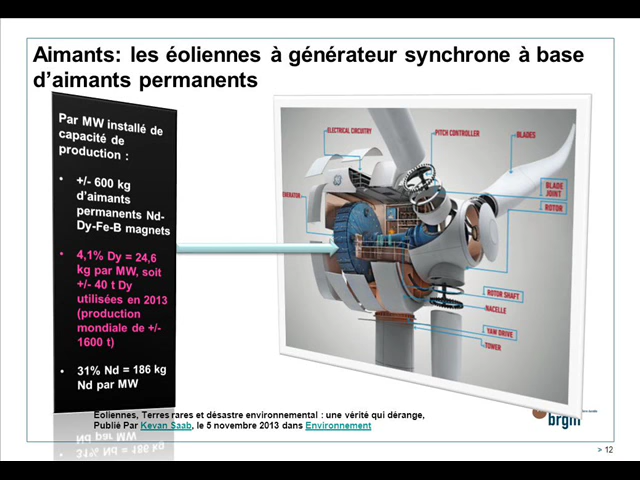 Aimants: les éoliennes à générateur synchrone à base
d'aimants permanents
Par MW installé de
capacité de
production :
• +/- 600 kg
d'aimants
permanents Nd-
Dy-Fe-B magnets
• 4,1% Dy = 24,6
kg par MW, soit
+/- 40 t Dy
utilisées en 2013
(production
mondiale de +/-
1600 t)
• 31% Nd = 186 kg
Nd par MW
ELECTRICAL CIRCUITRY
PITCH CONTROLLER
BLADES
BLADE
JOINT
ROTOR
ROTOR SHAFT
NACELLE
YAW DRIVE
TOWER
Éoliennes, Terres rares et désastre environnemental : une vérité qui dérange,
Publié Par Kevan Saab, le 5 novembre 2013 dans Environnement
brgm
> 12